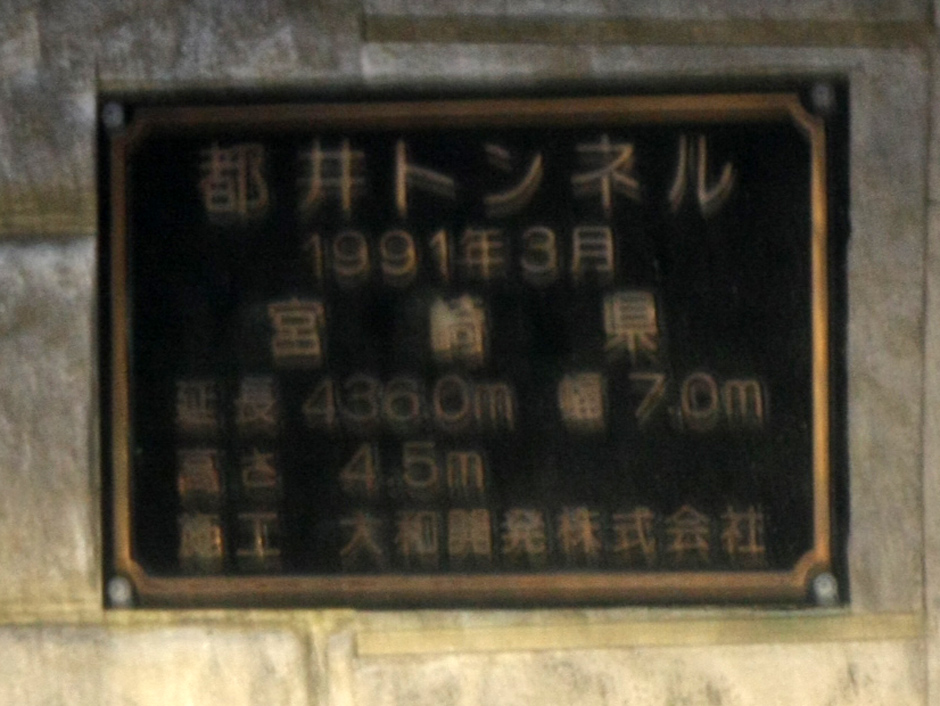 都井トンネル
1991年3月
宮崎県
延長 436.0m 幅 7.0m
高さ 4.5m
施工 大和開発株式会社